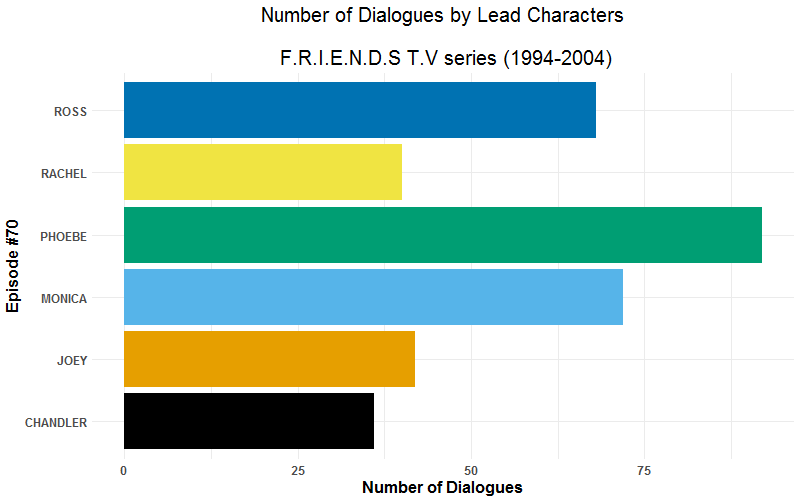 Number of Dialogues by Lead Characters
F.R.I.E.N.D.S T.V series (1994-2004)
ROSS
RACHEL
PHOEBE
MONICA
JOEY
CHANDLER
Episode #70
0 25 50 75
Number of Dialogues